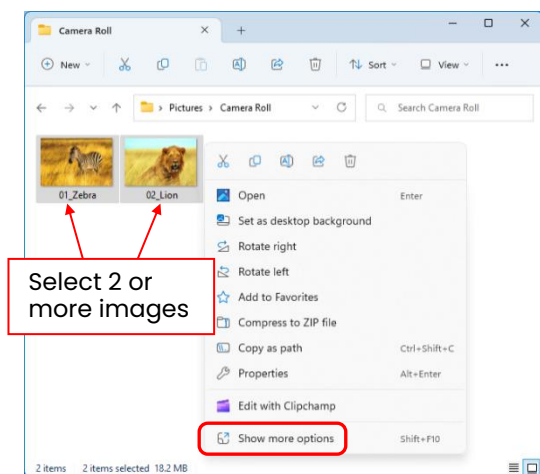 Camera Roll
New
Sort
View
Pictures > Camera Roll
Search Camera Roll
01_Zebra
02_Lion
Open Enter
Set as desktop background
Rotate right
Rotate left
Add to Favorites
Compress to ZIP file
Copy as path Ctrl+Shift+C
Properties Alt+Enter
Edit with Clipchamp
Show more options Shift+F10
Select 2 or
more images
2 items 2 items selected 18.2 MB